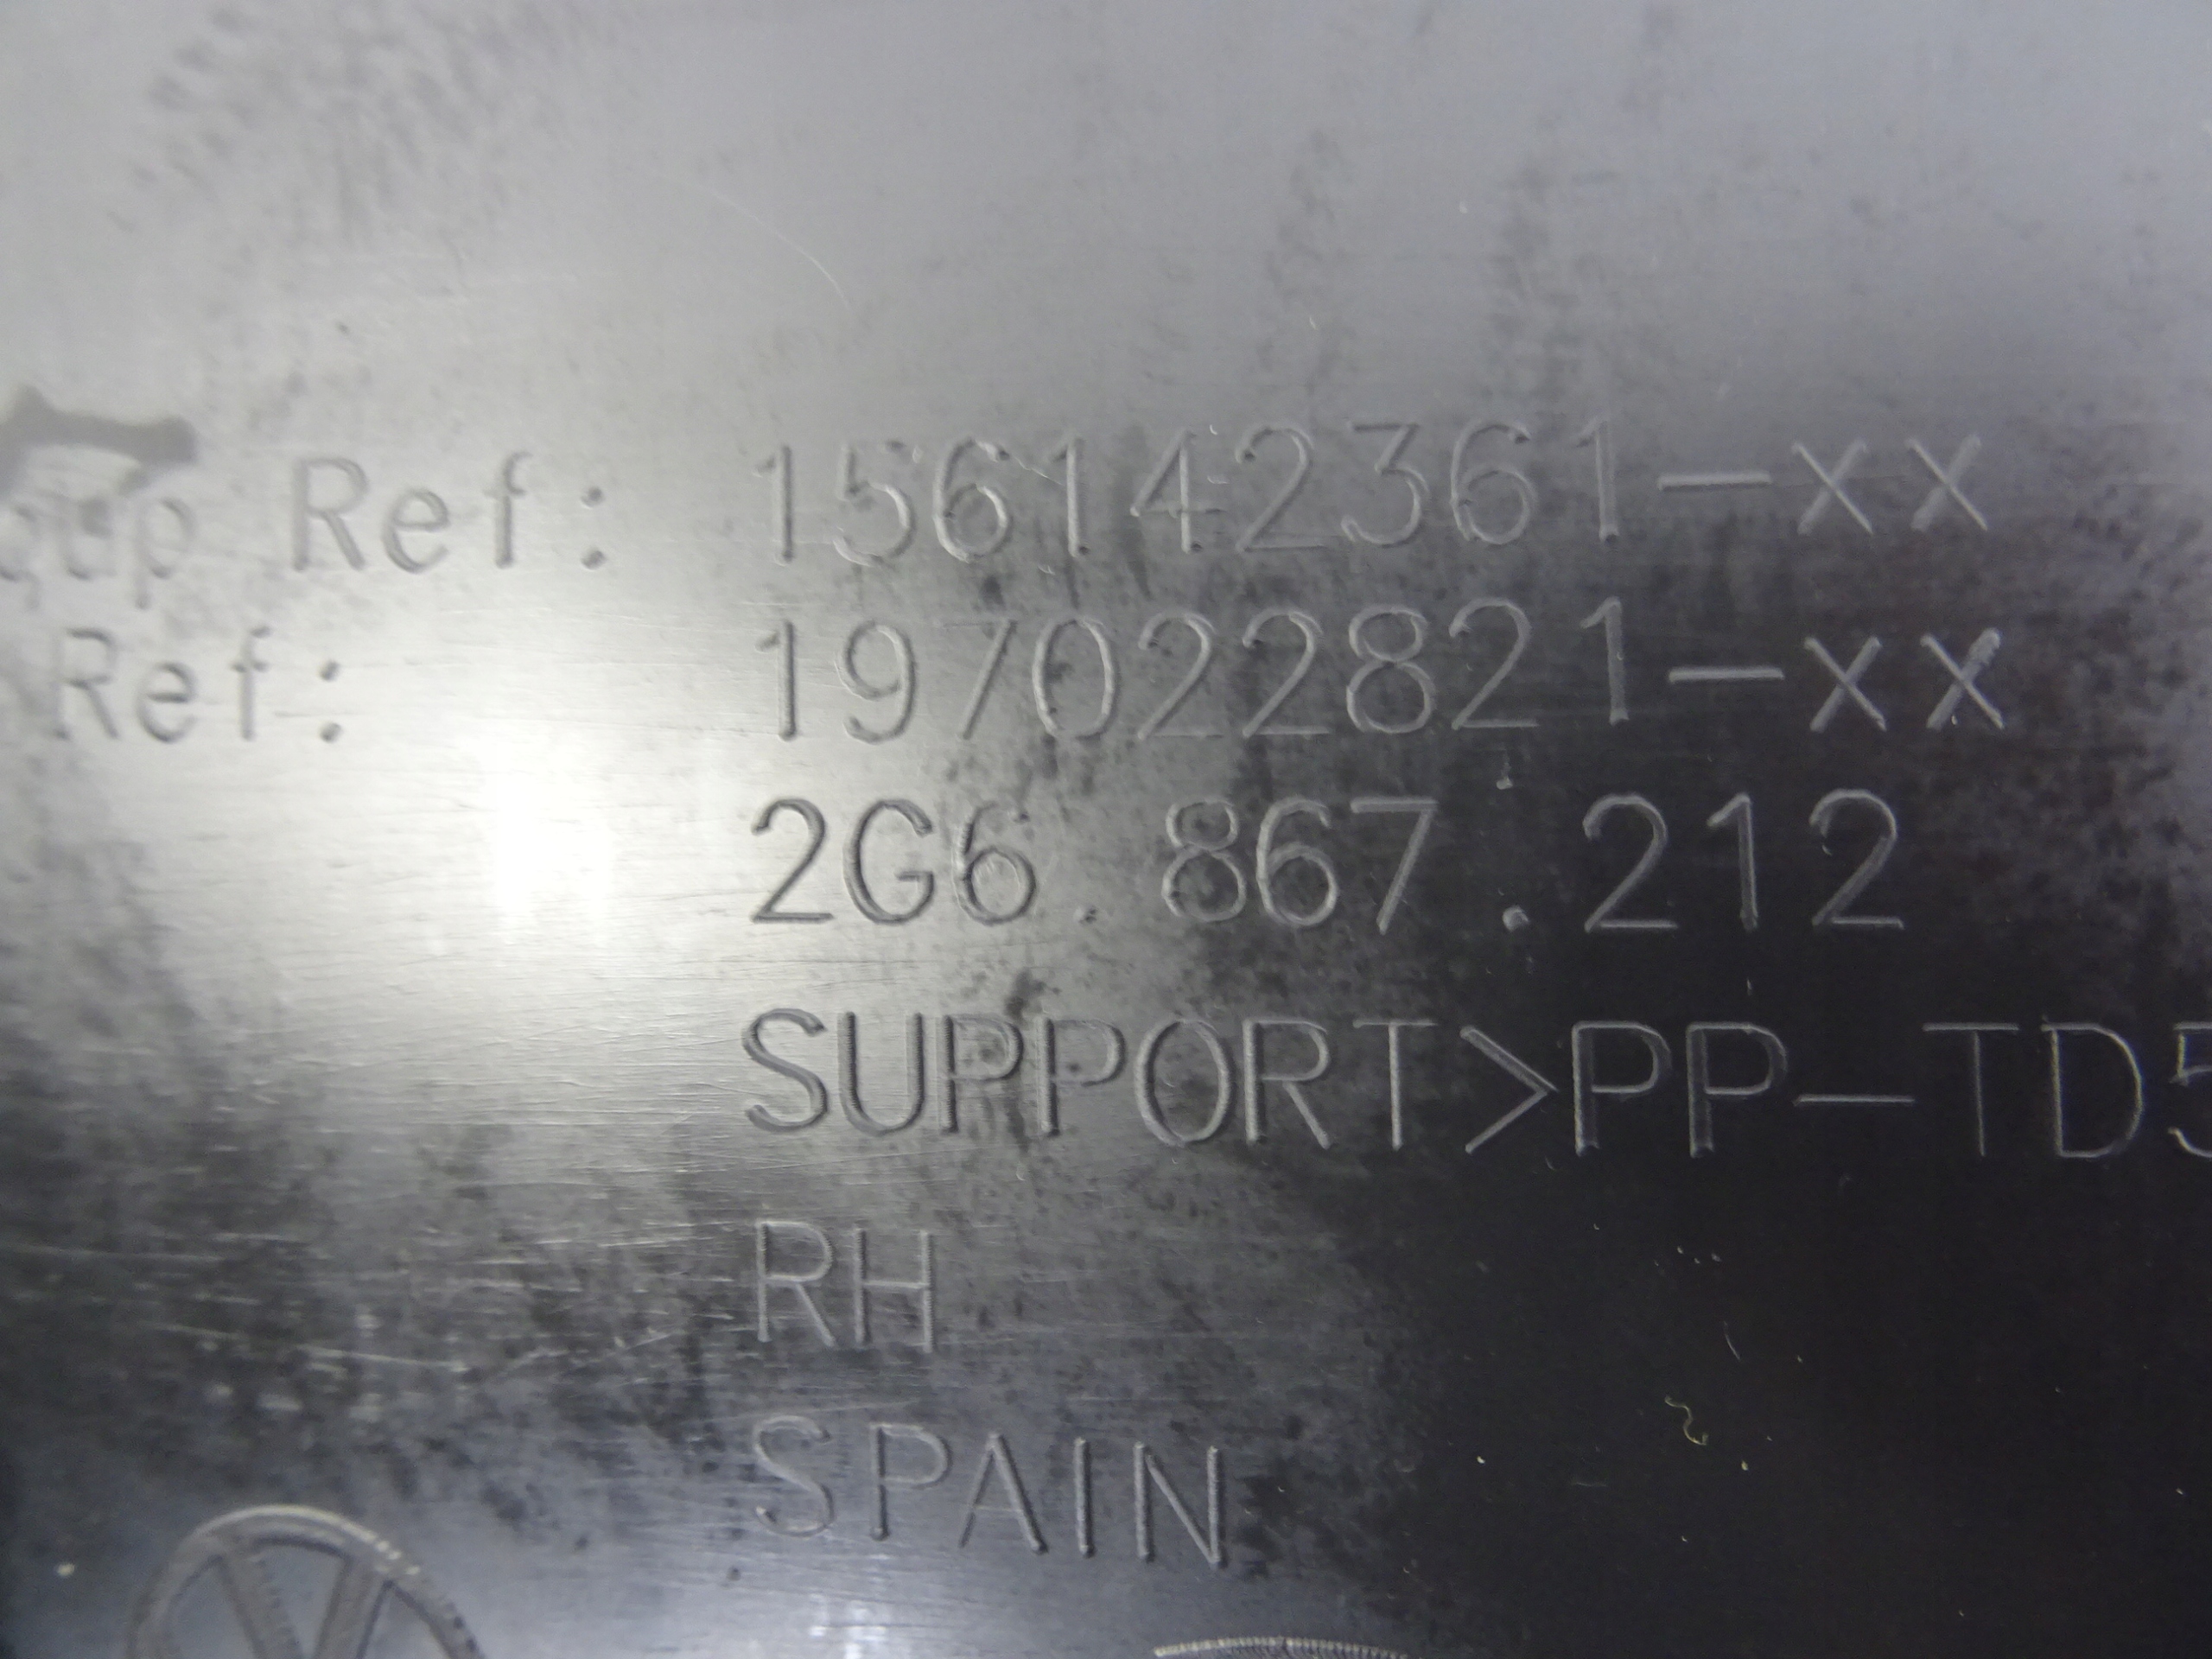 Ref: 156142361-xx
Ref: 197022821-xx
2G6.867.212
SUPPORT>PP-TD5
RH
SPAIN